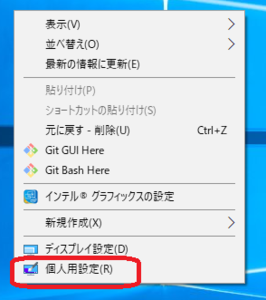 表示(V)
並べ替え(O)
最新の情報に更新(E)
貼り付け(P)
ショートカットの貼り付け(S)
元に戻す - 削除(U) Ctrl+Z
Git GUI Here
Git Bash Here
インテル® グラフィックスの設定
新規作成(X)
ディスプレイ設定(D)
個人用設定(R)